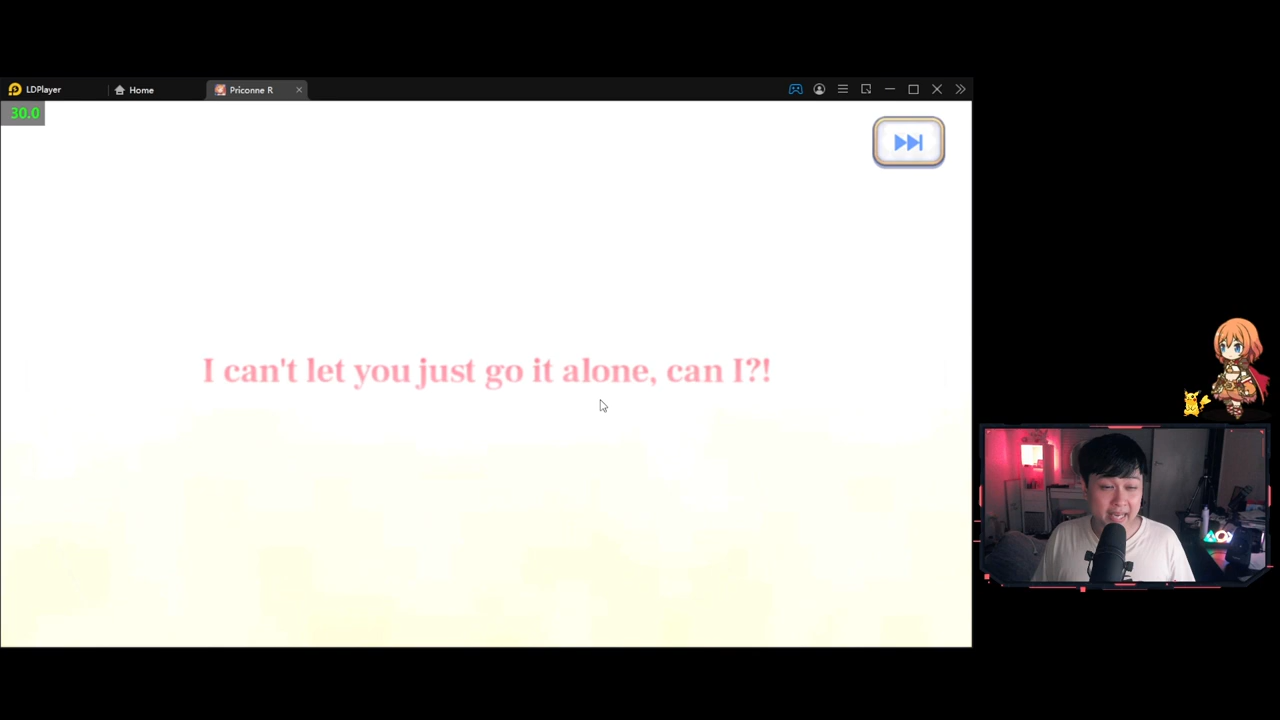 LDPlayer
Home
Priconne R
30.0
I can't let you just go it alone, can I?!